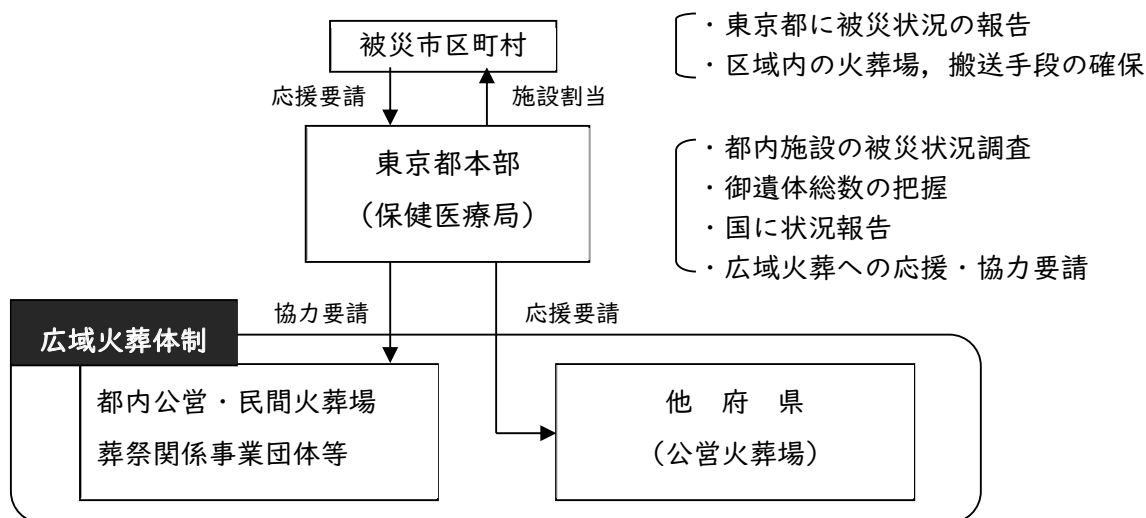 被災市区町村
・東京都に被災状況の報告
・区域内の火葬場，搬送手段の確保
応援要請
施設割当
東京都本部
（保健医療局）
・都内施設の被災状況調査
・御遺体総数の把握
・国に状況報告
・広域火葬への応援・協力要請
協力要請
応援要請
広域火葬体制
都内公営・民間火葬場
葬祭関係事業団体等
他　府　県
（公営火葬場）